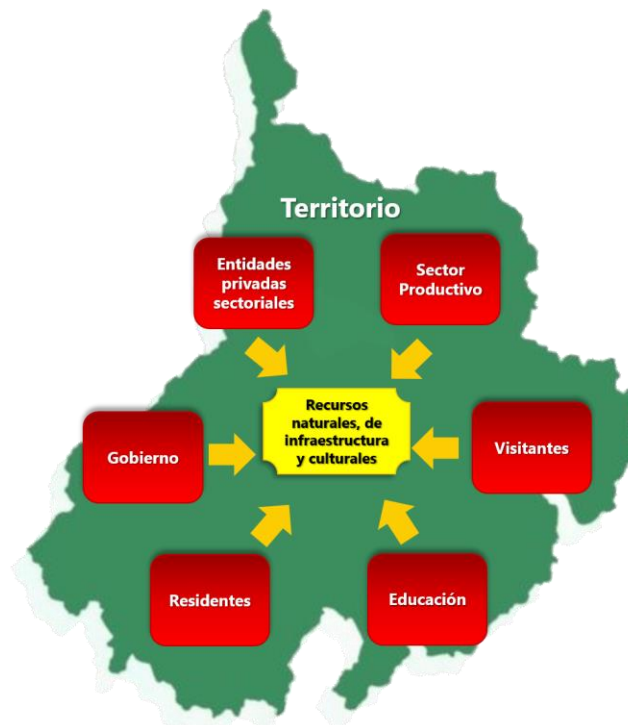 Territorio
Entidades
privadas
sectoriales
Sector
Productivo
Recursos
naturales, de
infraestructura
y culturales
Gobierno
Visitantes
Residentes
Educación